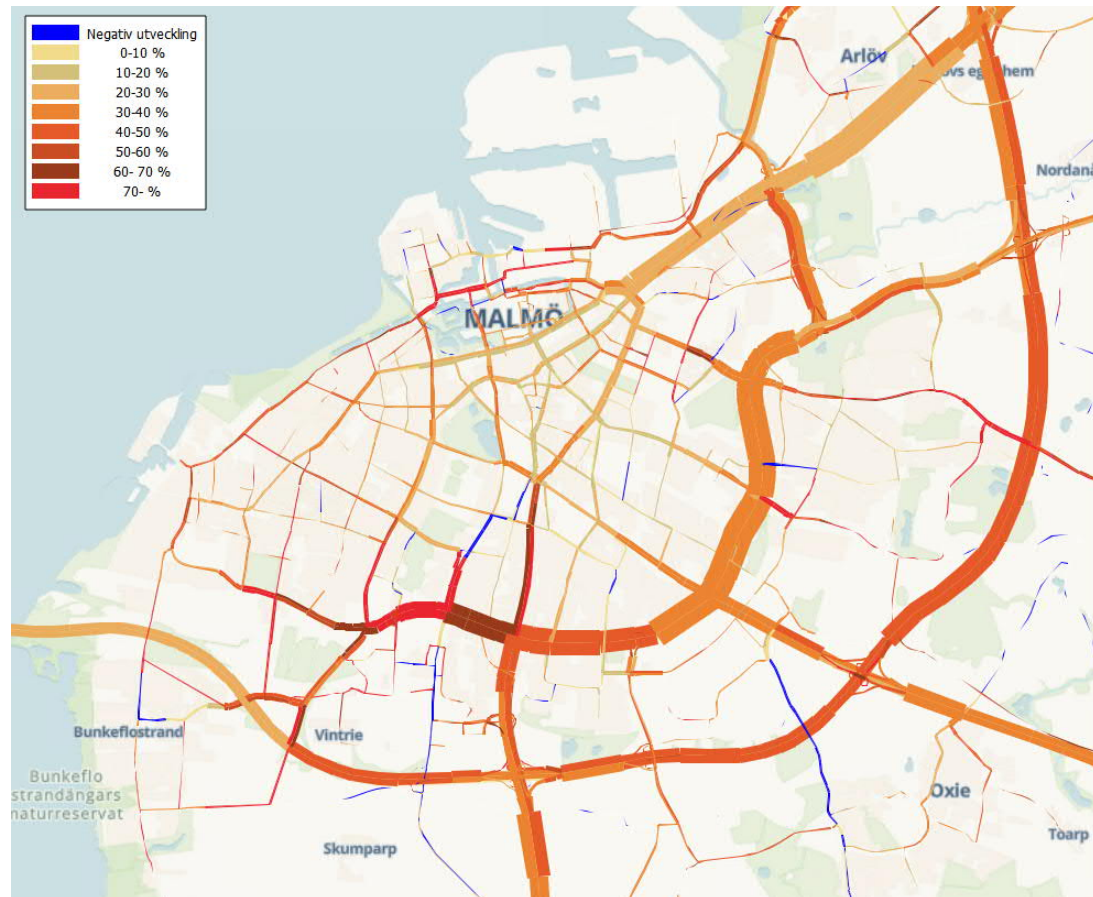 Negativ utveckling
0-10 %
10-20 %
20-30 %
30-40 %
40-50 %
50-60 %
60- 70 %
70- %
Arlöv
hem
Nordanå
MALMÖ
Bunkeflostrand
Vintrie
Bunkeflo
strandängars
naturreservat
Oxie
Toarp
Skumparp